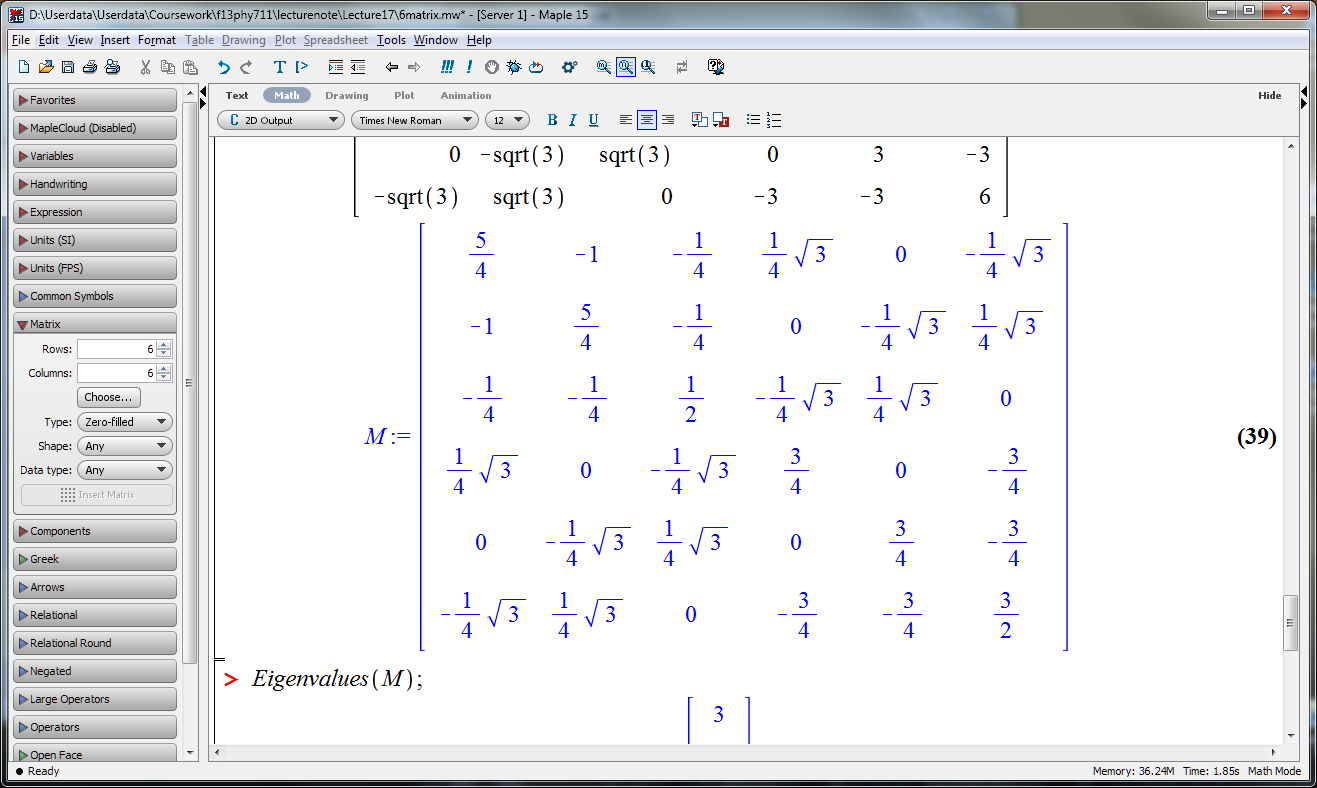 D:\Userdata\Userdata\Coursework\f13phy711\lecturenote\Lecture17\6matrix.mw* - [Server 1] - Maple 15
File Edit View Insert Format Table Drawing Plot Spreadsheet Tools Window Help
Favorites
MapleCloud (Disabled)
Variables
Handwriting
Expression
Units (SI)
Units (FPS)
Common Symbols
Matrix
Rows: 6
Columns: 6
Choose...
Type: Zero-filled
Shape: Any
Data type: Any
Insert Matrix
Components
Greek
Arrows
Relational
Relational Round
Negated
Large Operators
Operators
Open Face
Text Math Drawing Plot Animation Hide
C 2D Output Times New Roman 12 B I U
0 -sqrt(3) sqrt(3) 0 3 -3
-sqrt(3) sqrt(3) 0 -3 -3 6
M :=
5/4 -1 -1/4 1/4 √3 0 -1/4 √3
-1 5/4 -1/4 0 -1/4 √3 1/4 √3
-1/4 -1/4 1/2 -1/4 √3 1/4 √3 0
1/4 √3 0 -1/4 √3 3/4 0 -3/4
0 -1/4 √3 1/4 √3 0 3/4 -3/4
-1/4 √3 1/4 √3 0 -3/4 -3/4 3/2
(39)
> Eigenvalues(M);
3
Ready
Memory: 36.24M Time: 1.85s Math Mode